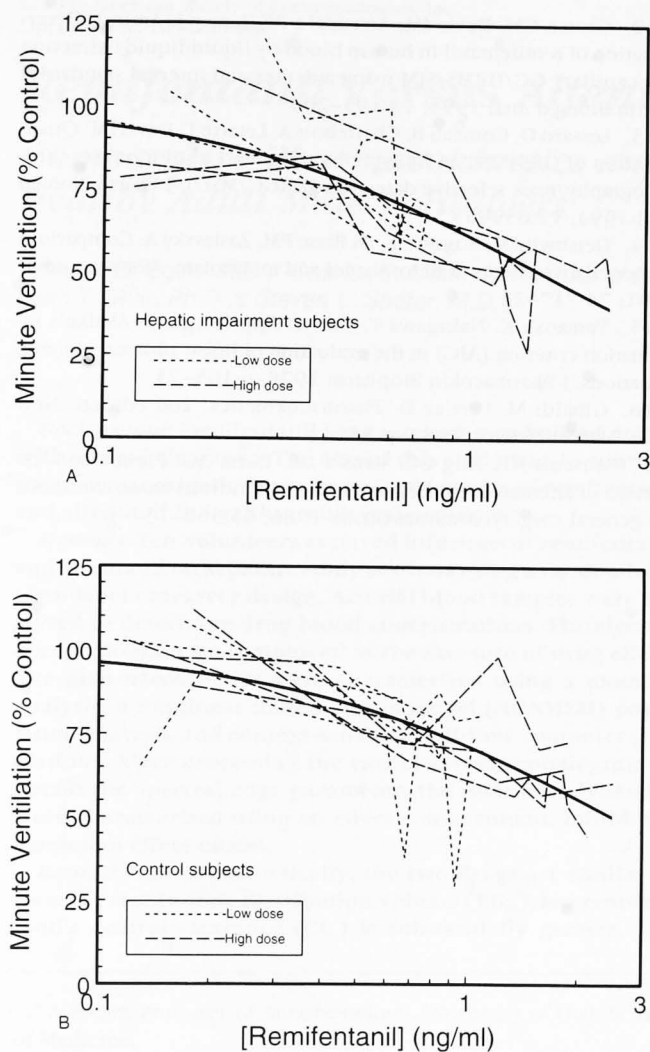 Minute Ventilation (% Control)
125
100
75
50
25
0
Hepatic impairment subjects
Low dose
High dose
0.1
1
3
A
[Remifentanil] (ng/ml)
Minute Ventilation (% Control)
125
100
75
50
25
0
Control subjects
Low dose
High dose
0.1
1
3
B
[Remifentanil] (ng/ml)